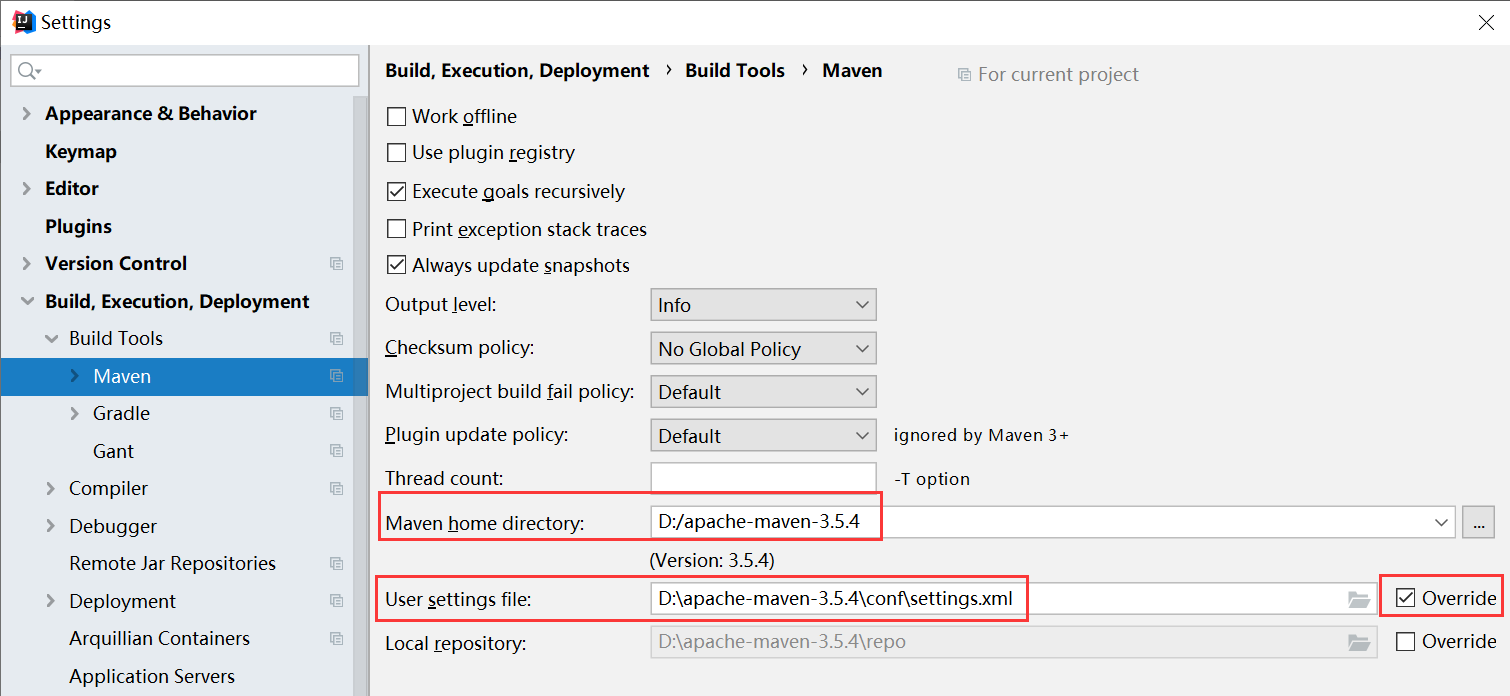 Settings
Appearance & Behavior
Keymap
Editor
Plugins
Version Control
Build, Execution, Deployment
Build Tools
Maven
Gradle
Gant
Compiler
Debugger
Remote Jar Repositories
Deployment
Arquillian Containers
Application Servers
Build, Execution, Deployment › Build Tools › Maven For current project
Work offline
Use plugin registry
Execute goals recursively
Print exception stack traces
Always update snapshots
Output level: Info
Checksum policy: No Global Policy
Multiproject build fail policy: Default
Plugin update policy: Default ignored by Maven 3+
Thread count: -T option
Maven home directory: D:/apache-maven-3.5.4 ...
(Version: 3.5.4)
User settings file: D:\apache-maven-3.5.4\conf\settings.xml Override
Local repository: D:\apache-maven-3.5.4\repo Override